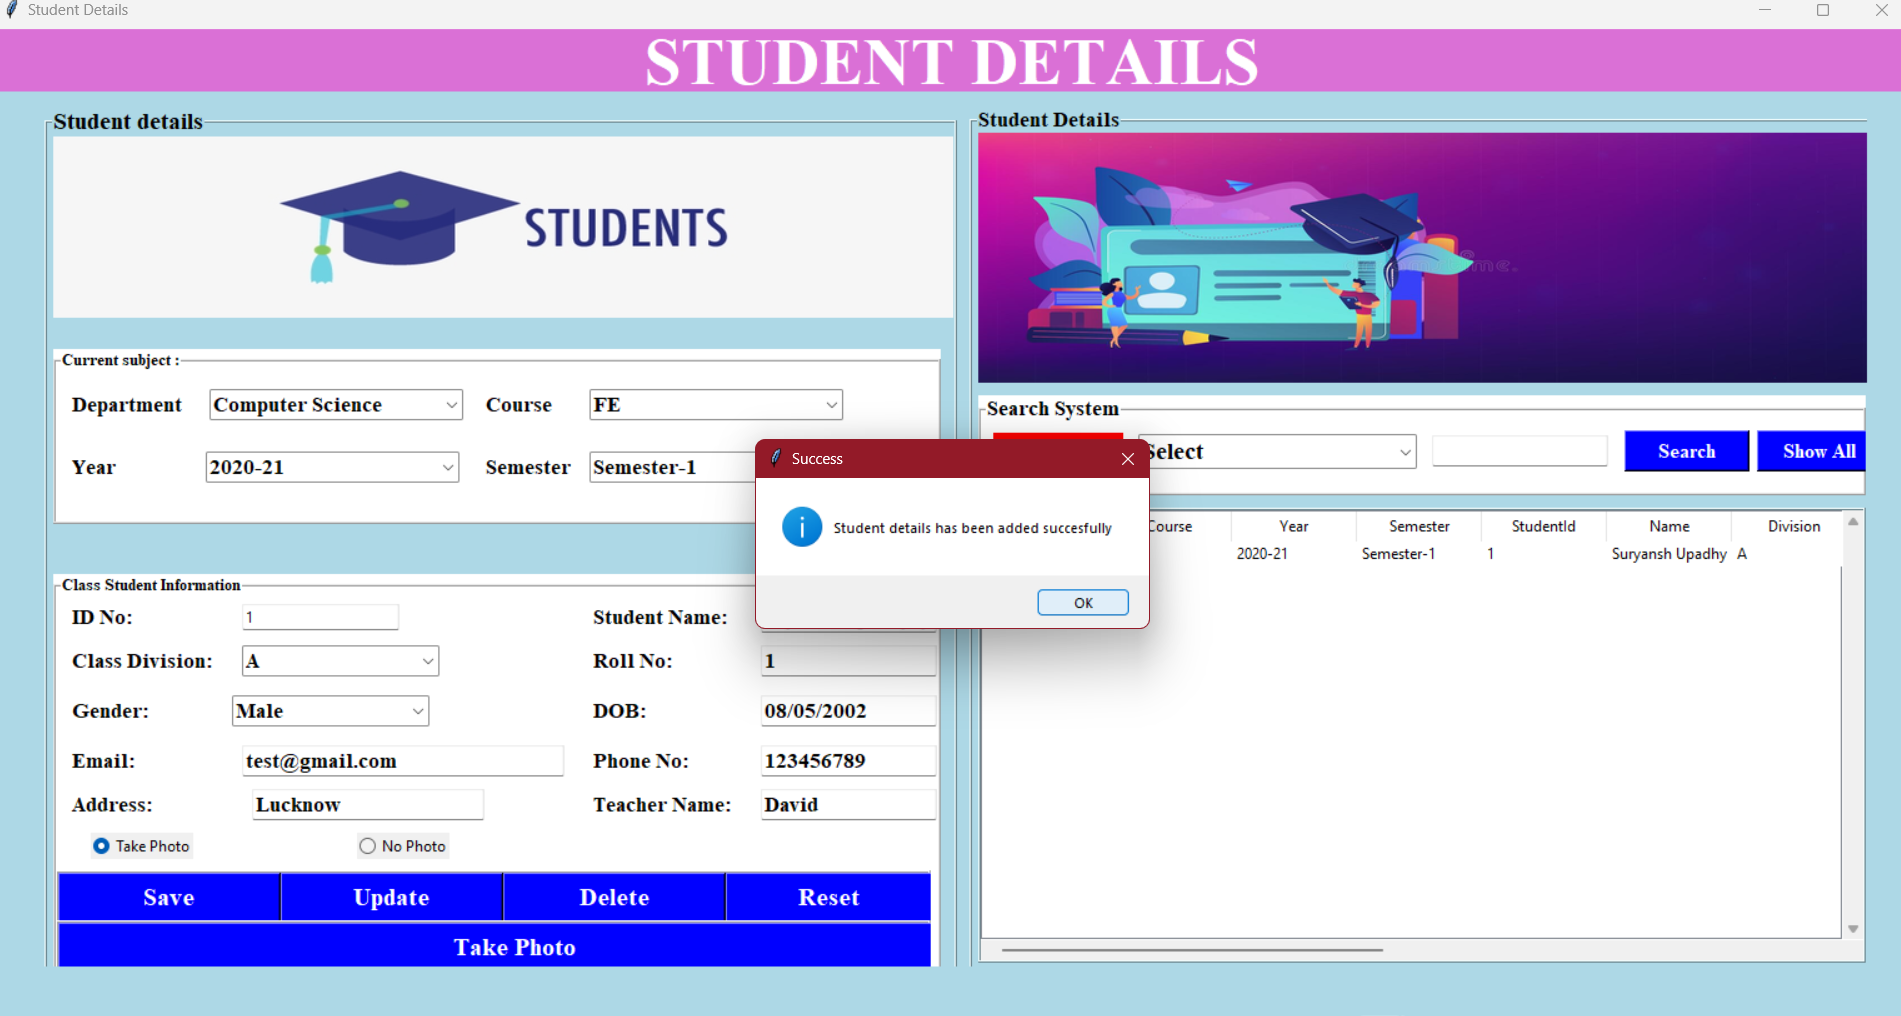 Student Details
STUDENT DETAILS
Student details
STUDENTS
Current subject :
Department Computer Science Course FE
Year 2020-21 Semester Semester-1
Class Student Information
ID No: 1 Student Name:
Class Division: A Roll No: 1
Gender: Male DOB: 08/05/2002
Email: test@gmail.com Phone No: 123456789
Address: Lucknow Teacher Name: David
Take Photo No Photo
Save Update Delete Reset
Take Photo
Student Details
Search System
Select Search Show All
Course Year Semester StudentId Name Division
2020-21 Semester-1 1 Suryansh Upadhy A
Success
Student details has been added succesfully
OK